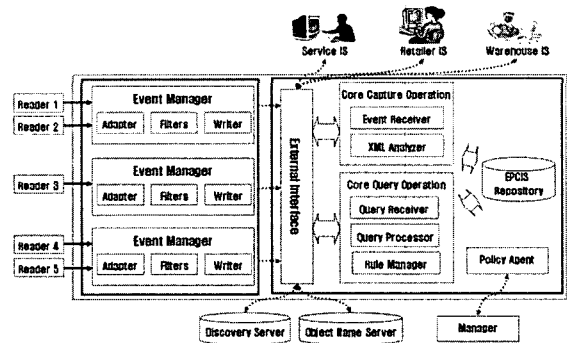 Service IS
Retailer IS
Warehouse IS
Reader 1
Reader 2
Reader 3
Reader 4
Reader 5
Event Manager
Adapter Filters Writer
Event Manager
Adapter Filters Writer
Event Manager
Adapter Filters Writer
External Interface
Core Capture Operation
Event Receiver
XML Analyzer
Core Query Operation
Query Receiver
Query Processor
Rule Manager
EPCIS
Repository
Policy Agent
Discovery Server
Object Name Server
Manager